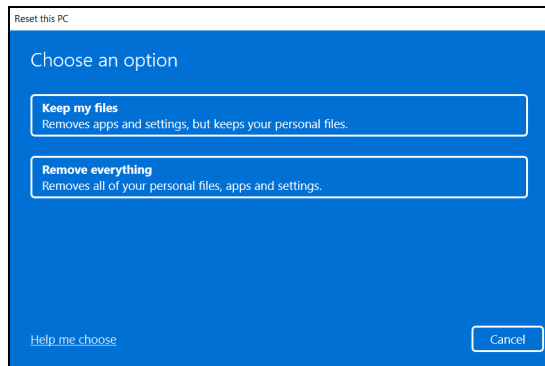 Reset this PC
Choose an option
Keep my files
Removes apps and settings, but keeps your personal files.
Remove everything
Removes all of your personal files, apps and settings.
Help me choose
Cancel